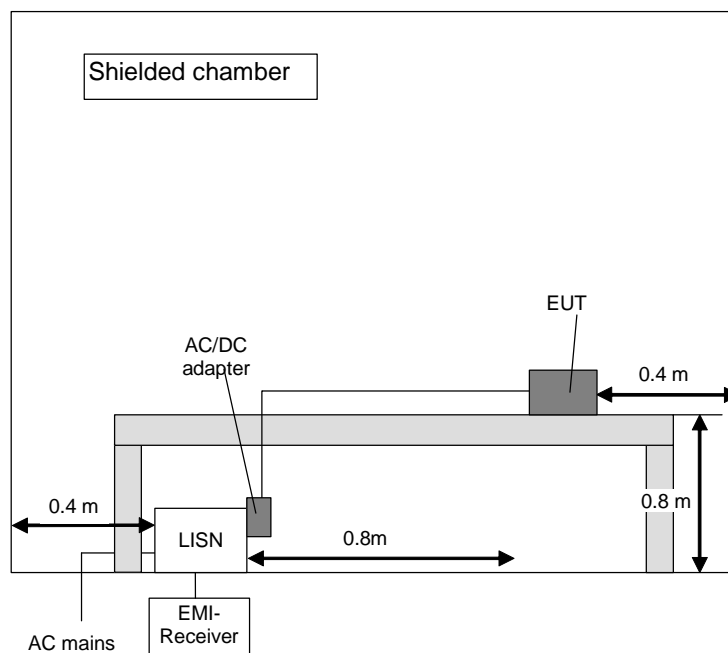 Shielded chamber
EUT
AC/DC
adapter
0.4 m
0.4 m
0.8 m
LISN
0.8m
EMI-
Receiver
AC mains